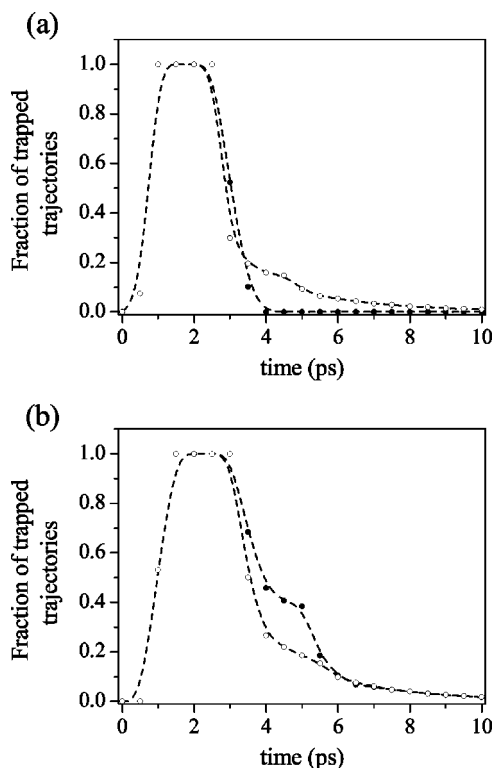 (a)
Fraction of trapped
trajectories
1.0
0.8
0.6
0.4
0.2
0.0
0 2 4 6 8 10
time (ps)
(b)
Fraction of trapped
trajectories
1.0
0.8
0.6
0.4
0.2
0.0
0 2 4 6 8 10
time (ps)